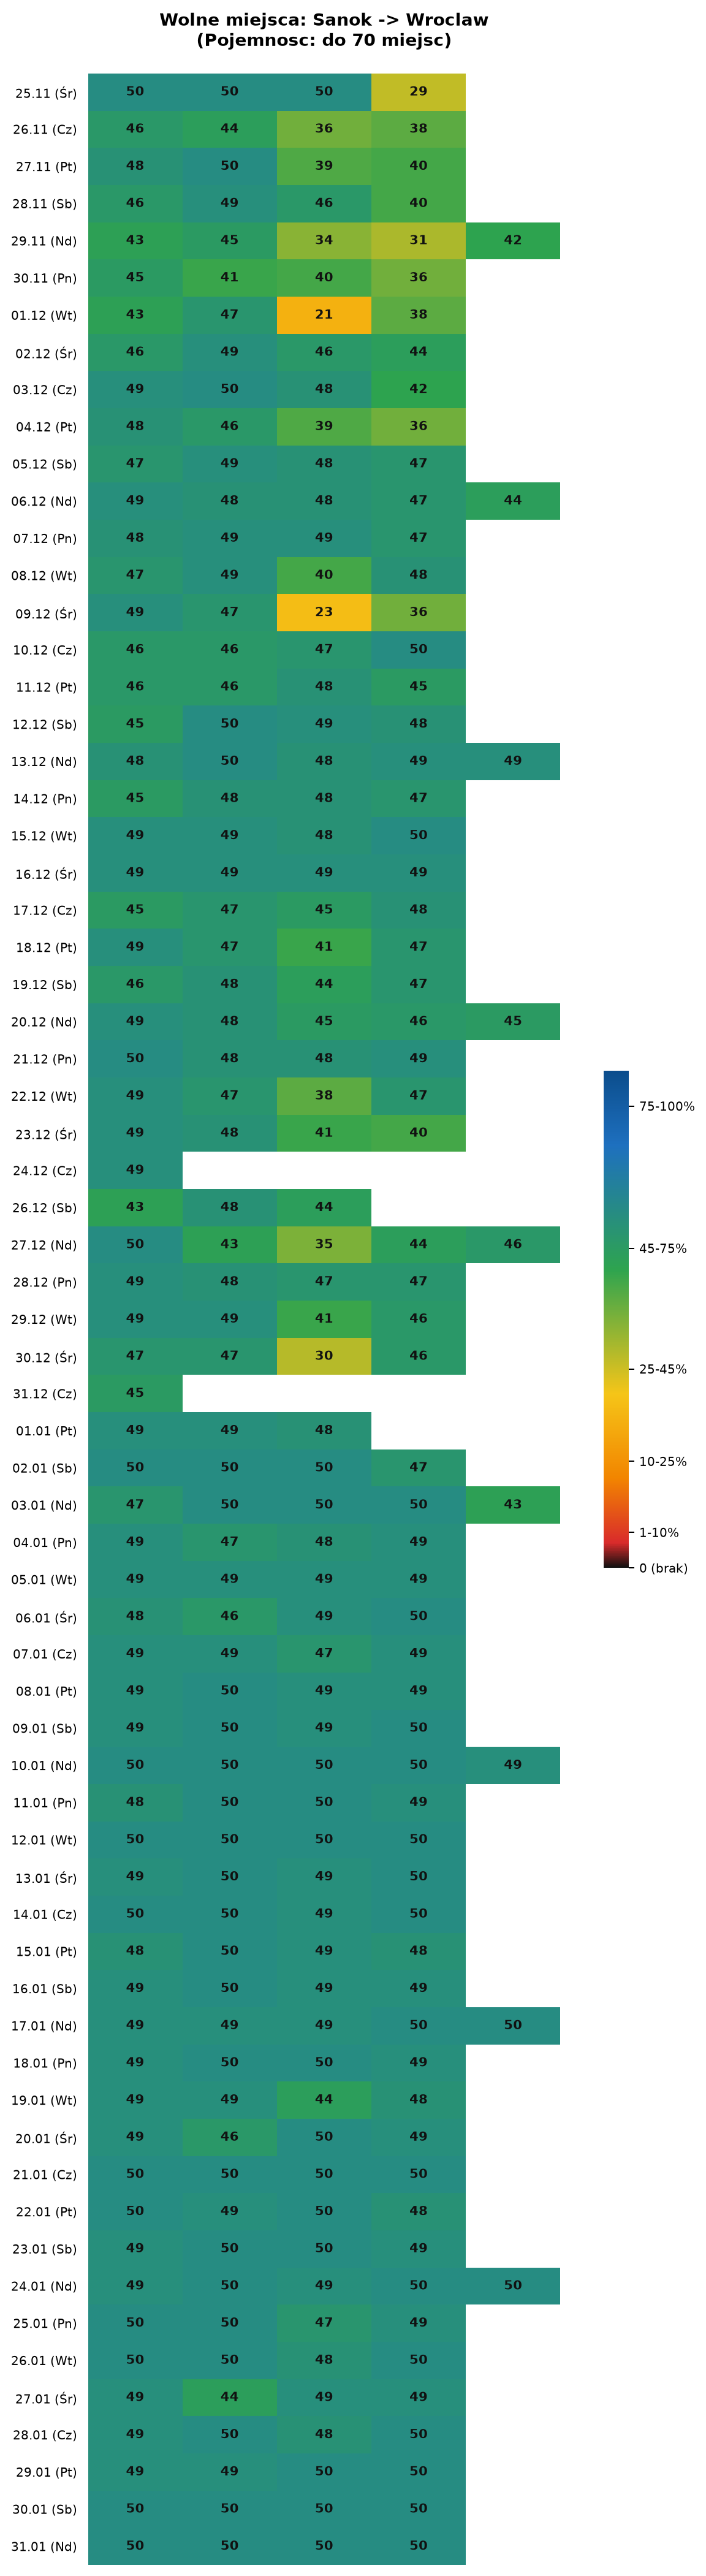 Wolne miejsca: Sanok -> Wroclaw
(Pojemnosc: do 70 miejsc)
25.11 (Śr) 50 50 50 29
26.11 (Cz) 46 44 36 38
27.11 (Pt) 48 50 39 40
28.11 (Sb) 46 49 46 40
29.11 (Nd) 43 45 34 31 42
30.11 (Pn) 45 41 40 36
01.12 (Wt) 43 47 21 38
02.12 (Śr) 46 49 46 44
03.12 (Cz) 49 50 48 42
04.12 (Pt) 48 46 39 36
05.12 (Sb) 47 49 48 47
06.12 (Nd) 49 48 48 47 44
07.12 (Pn) 48 49 49 47
08.12 (Wt) 47 49 40 48
09.12 (Śr) 49 47 23 36
10.12 (Cz) 46 46 47 50
11.12 (Pt) 46 46 48 45
12.12 (Sb) 45 50 49 48
13.12 (Nd) 48 50 48 49 49
14.12 (Pn) 45 48 48 47
15.12 (Wt) 49 49 48 50
16.12 (Śr) 49 49 49 49
17.12 (Cz) 45 47 45 48
18.12 (Pt) 49 47 41 47
19.12 (Sb) 46 48 44 47
20.12 (Nd) 49 48 45 46 45
21.12 (Pn) 50 48 48 49
22.12 (Wt) 49 47 38 47
23.12 (Śr) 49 48 41 40
24.12 (Cz) 49
26.12 (Sb) 43 48 44
27.12 (Nd) 50 43 35 44 46
28.12 (Pn) 49 48 47 47
29.12 (Wt) 49 49 41 46
30.12 (Śr) 47 47 30 46
31.12 (Cz) 45
01.01 (Pt) 49 49 48
02.01 (Sb) 50 50 50 47
03.01 (Nd) 47 50 50 50 43
04.01 (Pn) 49 47 48 49
05.01 (Wt) 49 49 49 49
06.01 (Śr) 48 46 49 50
07.01 (Cz) 49 49 47 49
08.01 (Pt) 49 50 49 49
09.01 (Sb) 49 50 49 50
10.01 (Nd) 50 50 50 50 49
11.01 (Pn) 48 50 50 49
12.01 (Wt) 50 50 50 50
13.01 (Śr) 49 50 49 50
14.01 (Cz) 50 50 49 50
15.01 (Pt) 48 50 49 48
16.01 (Sb) 49 50 49 49
17.01 (Nd) 49 49 49 50 50
18.01 (Pn) 49 50 50 49
19.01 (Wt) 49 49 44 48
20.01 (Śr) 49 46 50 49
21.01 (Cz) 50 50 50 50
22.01 (Pt) 50 49 50 48
23.01 (Sb) 49 50 50 49
24.01 (Nd) 49 50 49 50 50
25.01 (Pn) 50 50 47 49
26.01 (Wt) 50 50 48 50
27.01 (Śr) 49 44 49 49
28.01 (Cz) 49 50 48 50
29.01 (Pt) 49 49 50 50
30.01 (Sb) 50 50 50 50
31.01 (Nd) 50 50 50 50
75-100%
45-75%
25-45%
10-25%
1-10%
0 (brak)